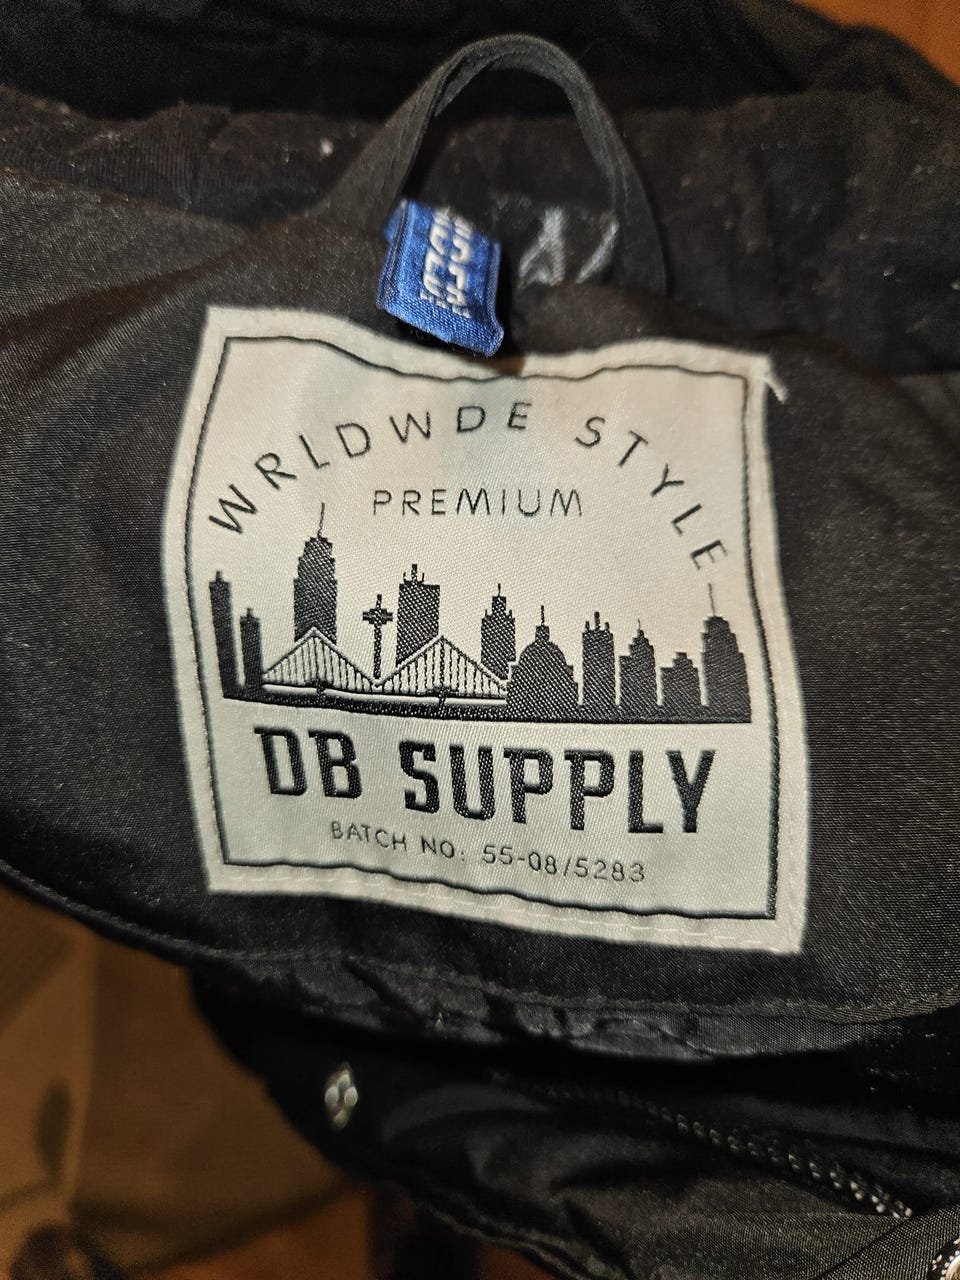 WRLDWDE STYLE
PREMIUM
DB SUPPLY
BATCH NO: 55-08/5283